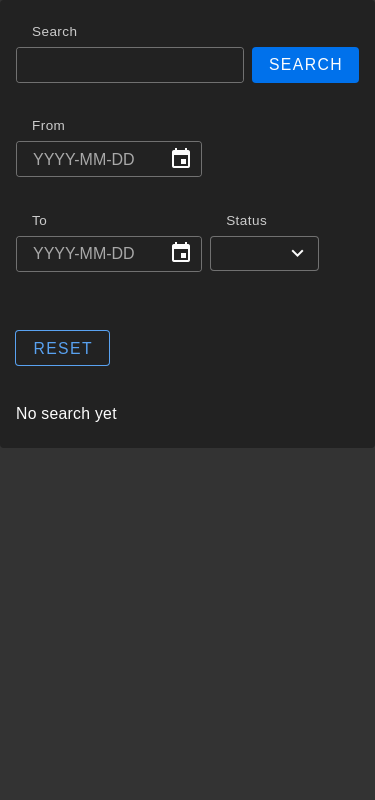 Search
SEARCH
From
YYYY-MM-DD
To
Status
YYYY-MM-DD
RESET
No search yet